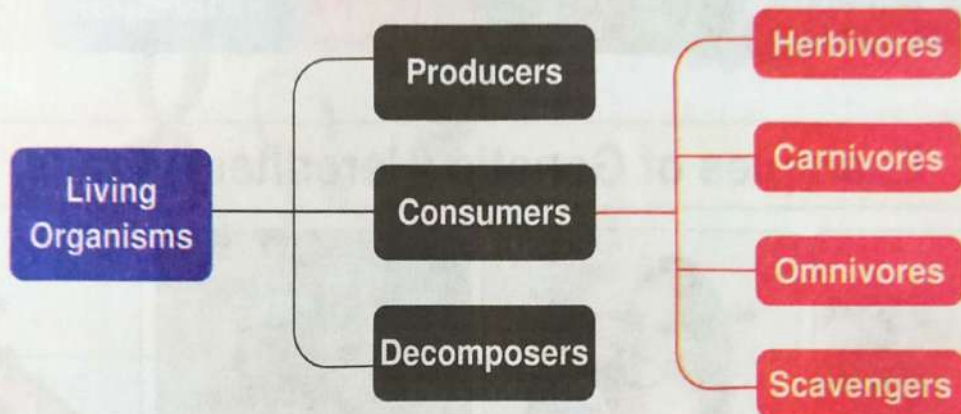 Living
Organisms
Producers
Consumers
Decomposers
Herbivores
Carnivores
Omnivores
Scavengers